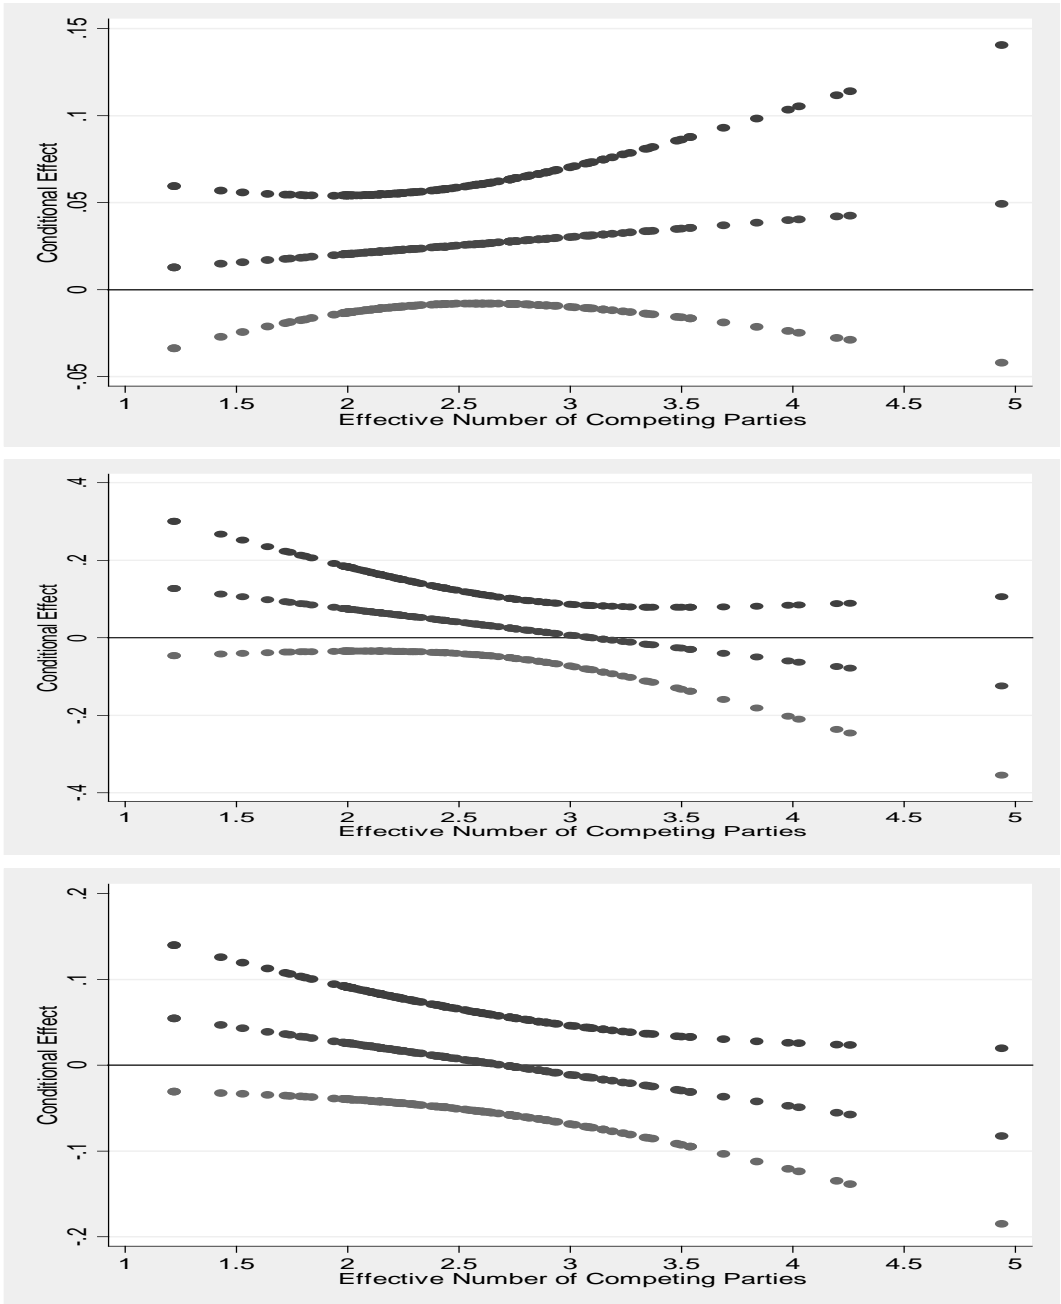 .15
.1
.05
0
-.05
Conditional Effect
1 1.5 2 2.5 3 3.5 4 4.5 5
Effective Number of Competing Parties
.4
.2
0
-.2
-.4
Conditional Effect
1 1.5 2 2.5 3 3.5 4 4.5 5
Effective Number of Competing Parties
.2
.1
0
-.1
-.2
Conditional Effect
1 1.5 2 2.5 3 3.5 4 4.5 5
Effective Number of Competing Parties